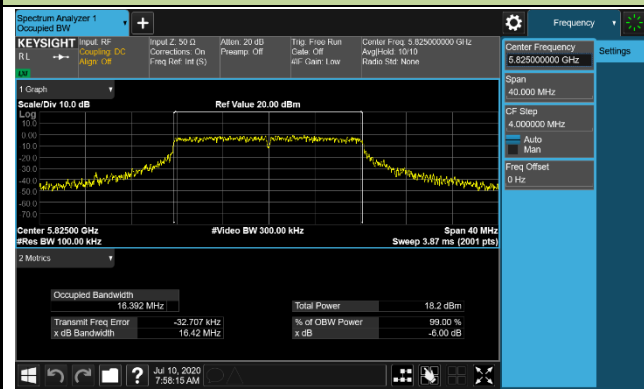 Spectrum Analyzer 1
Occupied BW
+
Frequency
KEYSIGHT
RL
LXI
Input: RF
Coupling: DC
Align: Off
Input Z: 50 Ω
Corrections: On
Freq Ref: Int (S)
Atten: 20 dB
Preamp: Off
Trig: Free Run
Gate: Off
#IF Gain: Low
Center Freq: 5.825000000 GHz
Avg|Hold: 10/10
Radio Std: None
Center Frequency
5.825000000 GHz
Settings
Span
40.000 MHz
CF Step
4.000000 MHz
Auto
Man
Freq Offset
0 Hz
1 Graph
Scale/Div 10.0 dB
Ref Value 20.00 dBm
Log
10.0
0.00
-10.0
-20.0
-30.0
-40.0
-50.0
-60.0
-70.0
Center 5.82500 GHz
#Video BW 300.00 kHz
Span 40 MHz
#Res BW 100.00 kHz
Sweep 3.87 ms (2001 pts)
2 Metrics
Occupied Bandwidth
16.392 MHz
Total Power 18.2 dBm
Transmit Freq Error -32.707 kHz
% of OBW Power 99.00 %
x dB Bandwidth 16.42 MHz
x dB -6.00 dB
?
Jul 10, 2020
7:58:15 AM